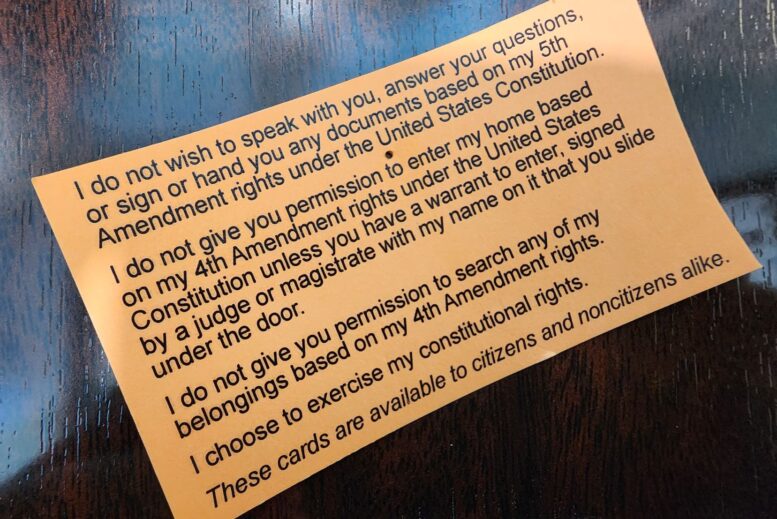 I do not wish to speak with you, answer your questions,
or sign or hand you any documents based on my 5th
Amendment rights under the United States Constitution.
I do not give you permission to enter my home based
on my 4th Amendment rights under the United States
Constitution unless you have a warrant to enter, signed
by a judge or magistrate with my name on it that you slide
under the door.
I do not give you permission to search any of my
belongings based on my 4th Amendment rights.
I choose to exercise my constitutional rights.
These cards are available to citizens and noncitizens alike.